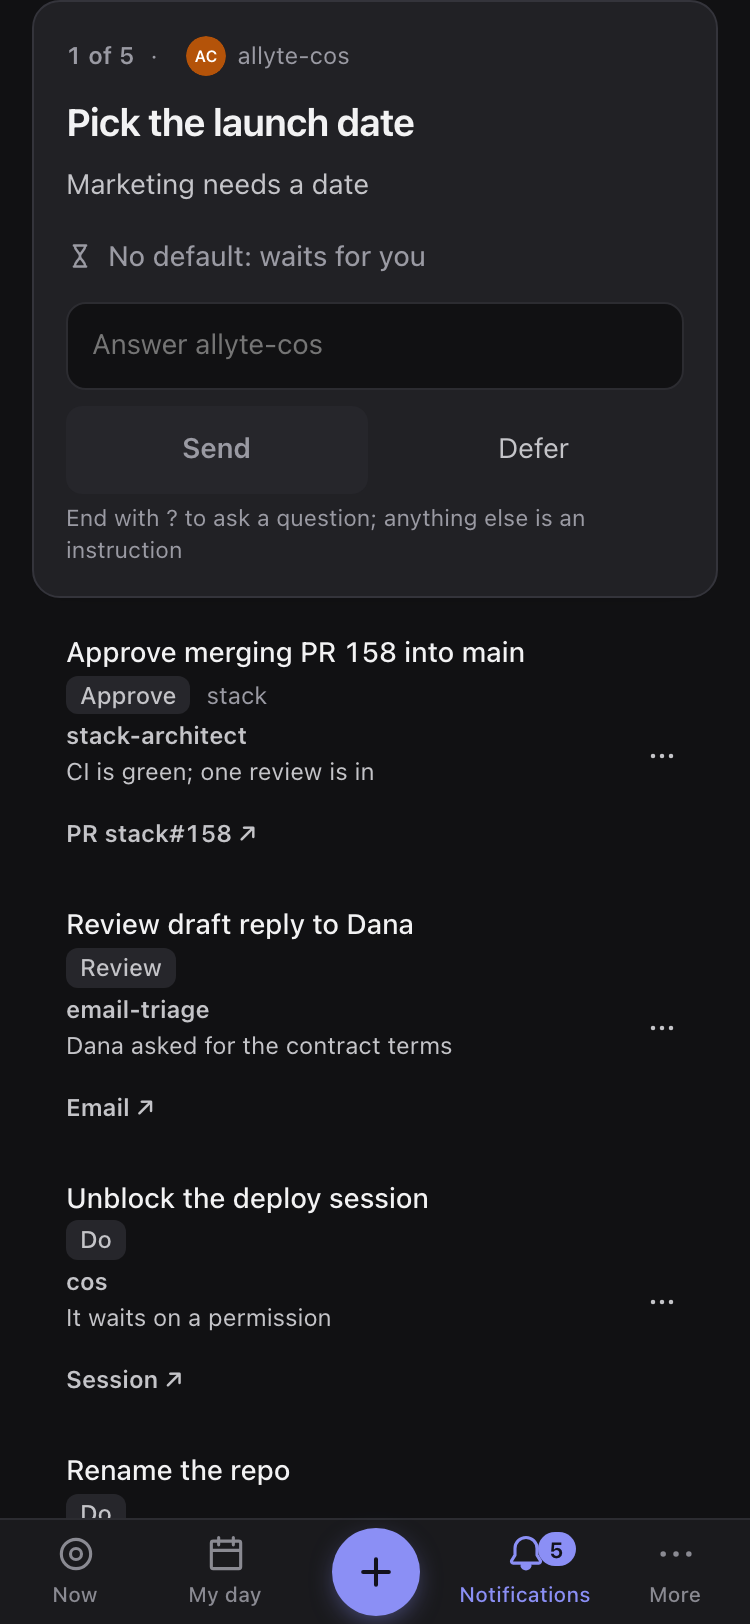 1 of 5 · AC allyte-cos
Pick the launch date
Marketing needs a date
No default: waits for you
Answer allyte-cos
Send Defer
End with ? to ask a question; anything else is an
instruction
Approve merging PR 158 into main
Approve stack
stack-architect
CI is green; one review is in
PR stack#158 ↗
Review draft reply to Dana
Review
email-triage
Dana asked for the contract terms
Email ↗
Unblock the deploy session
Do
cos
It waits on a permission
Session ↗
Rename the repo
Do
5
Now My day Notifications More